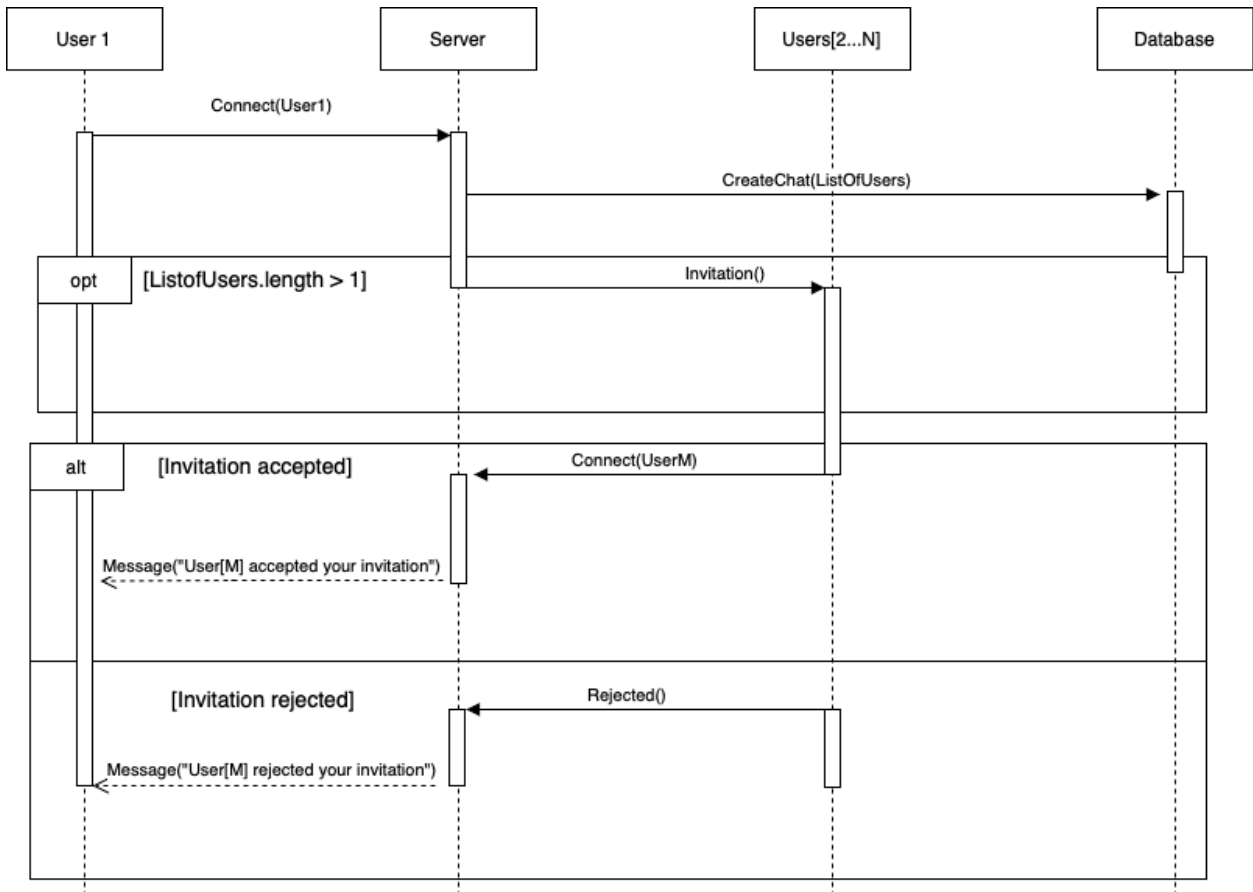 User 1
Server
Users[2...N]
Database
Connect(User1)
CreateChat(ListOfUsers)
opt
[ListofUsers.length > 1]
Invitation()
alt
[Invitation accepted]
Connect(UserM)
Message("User[M] accepted your invitation")
[Invitation rejected]
Rejected()
Message("User[M] rejected your invitation")